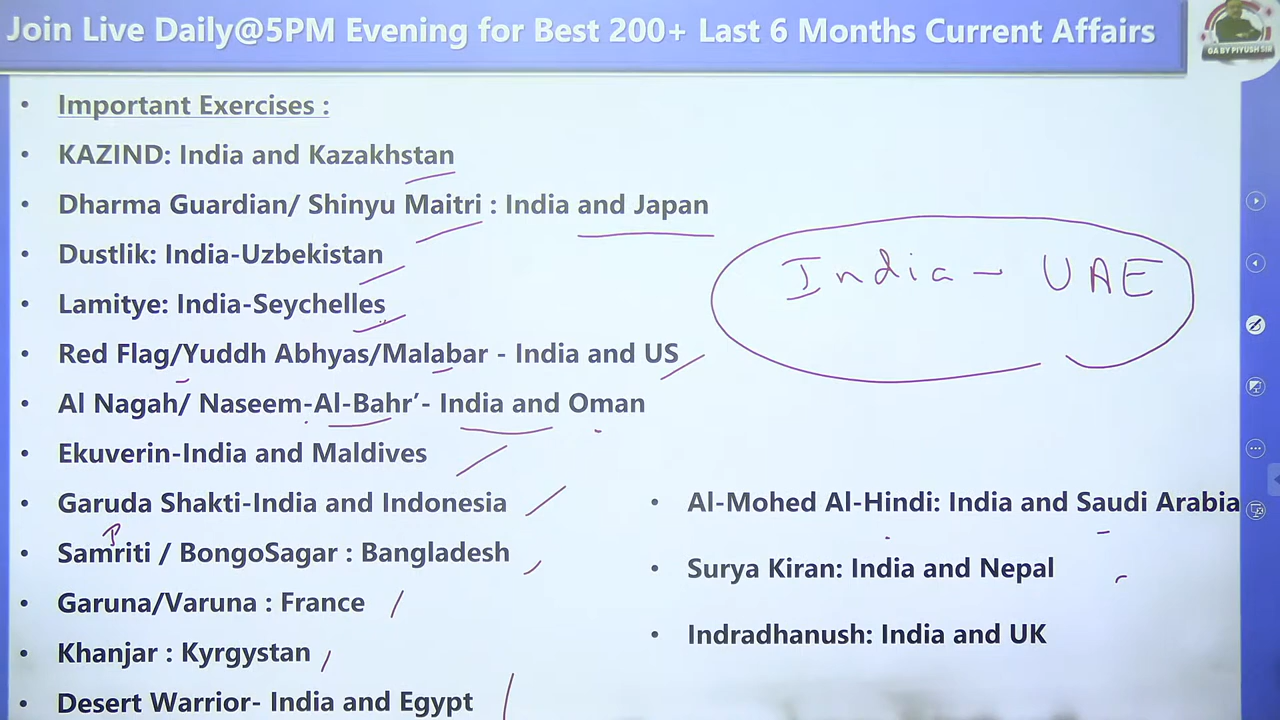 Join Live Daily@5PM Evening for Best 200+ Last 6 Months Current Affairs
GA BY PIYUSH SIR
• Important Exercises :
• KAZIND: India and Kazakhstan
• Dharma Guardian/ Shinyu Maitri : India and Japan
• Dustlik: India-Uzbekistan
• Lamitye: India-Seychelles
• Red Flag/Yuddh Abhyas/Malabar - India and US
• Al Nagah/ Naseem-Al-Bahr’- India and Oman
• Ekuverin-India and Maldives
• Garuda Shakti-India and Indonesia
• Samriti / BongoSagar : Bangladesh
• Garuna/Varuna : France
• Khanjar : Kyrgystan
• Desert Warrior- India and Egypt
India - UAE
• Al-Mohed Al-Hindi: India and Saudi Arabia
• Surya Kiran: India and Nepal
• Indradhanush: India and UK